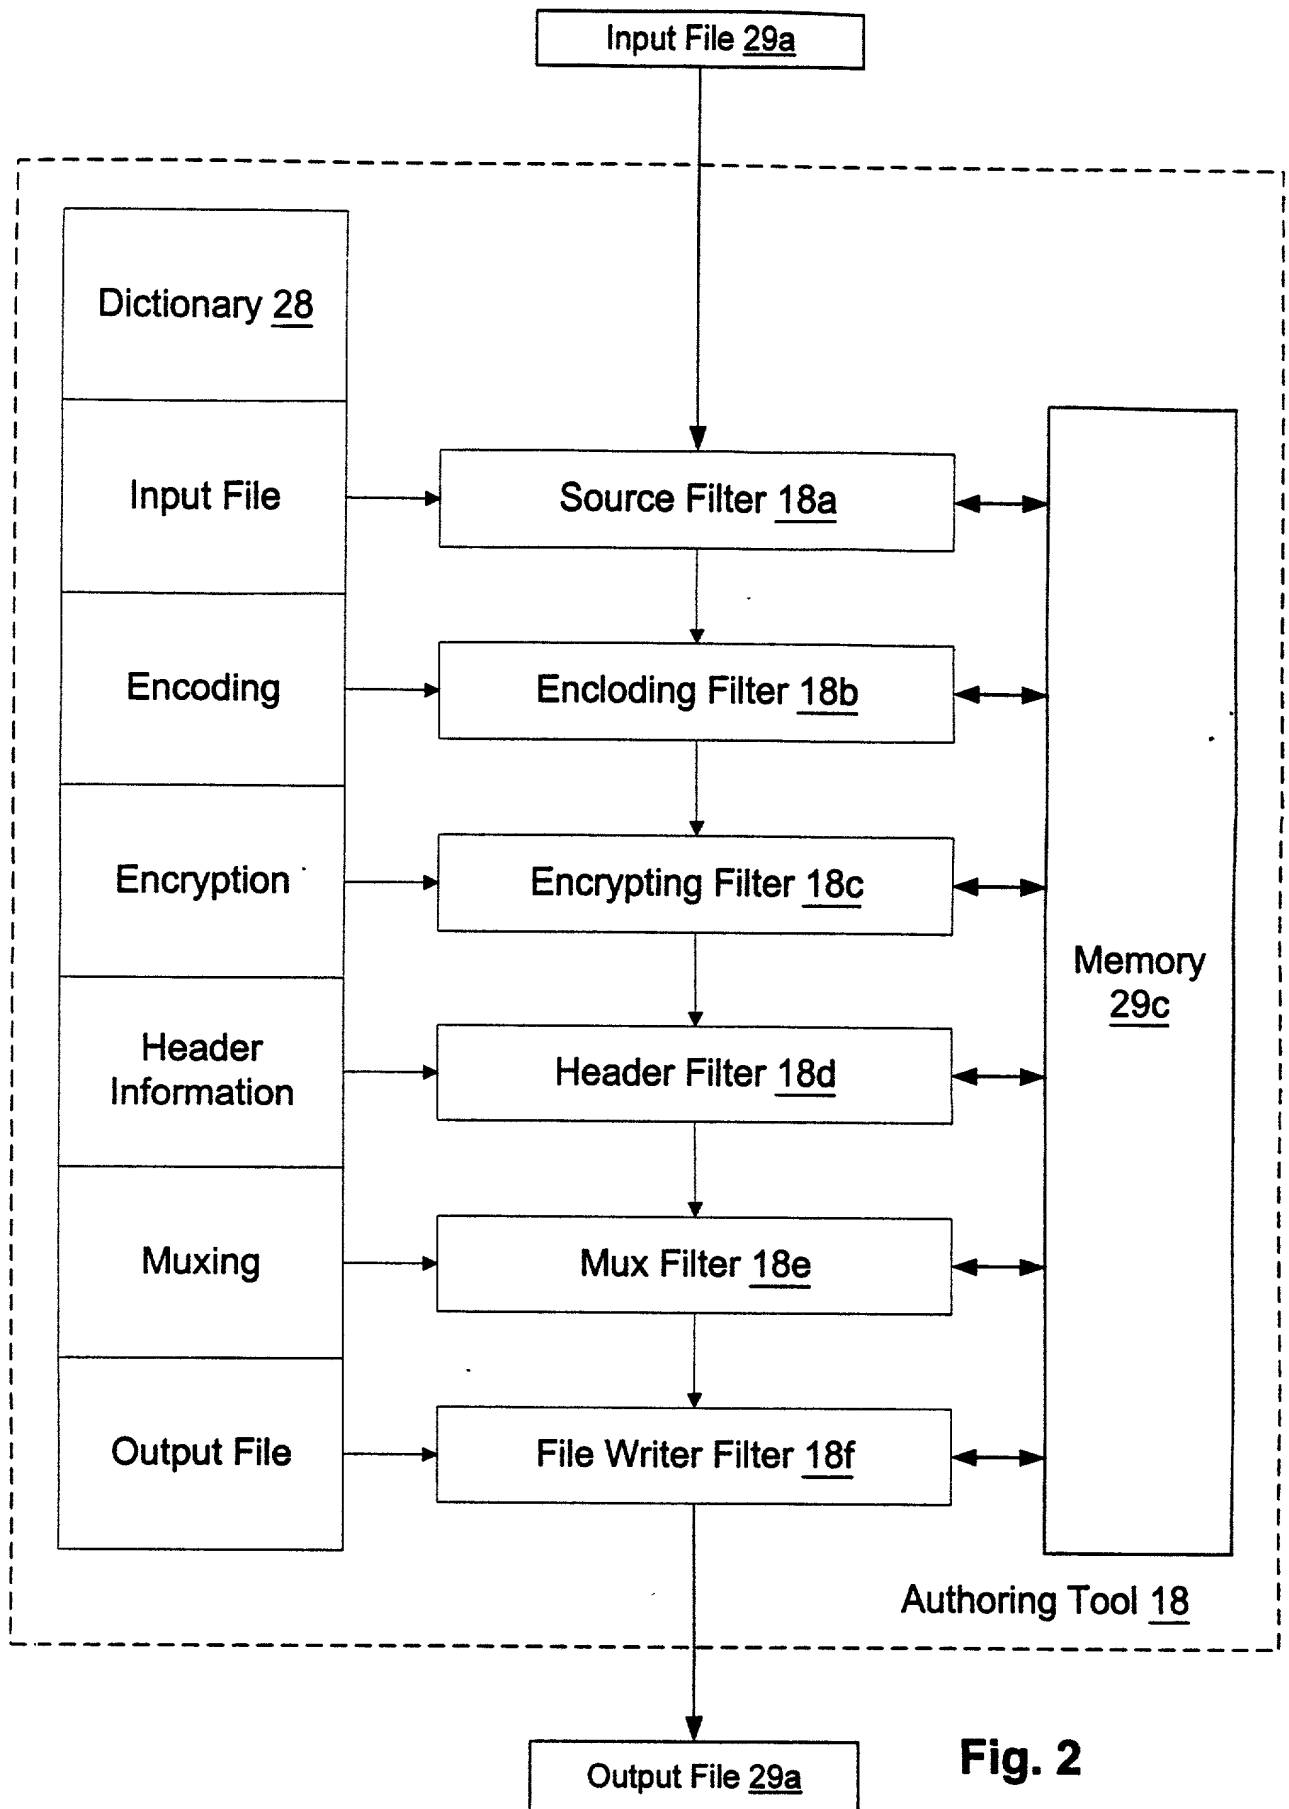 Input File 29a
Dictionary 28
Input File
Source Filter 18a
Encoding
Encloding Filter 18b
Encryption
Encrypting Filter 18c
Memory
29c
Header
Information
Header Filter 18d
Muxing
Mux Filter 18e
Output File
File Writer Filter 18f
Authoring Tool 18
Output File 29a
Fig. 2